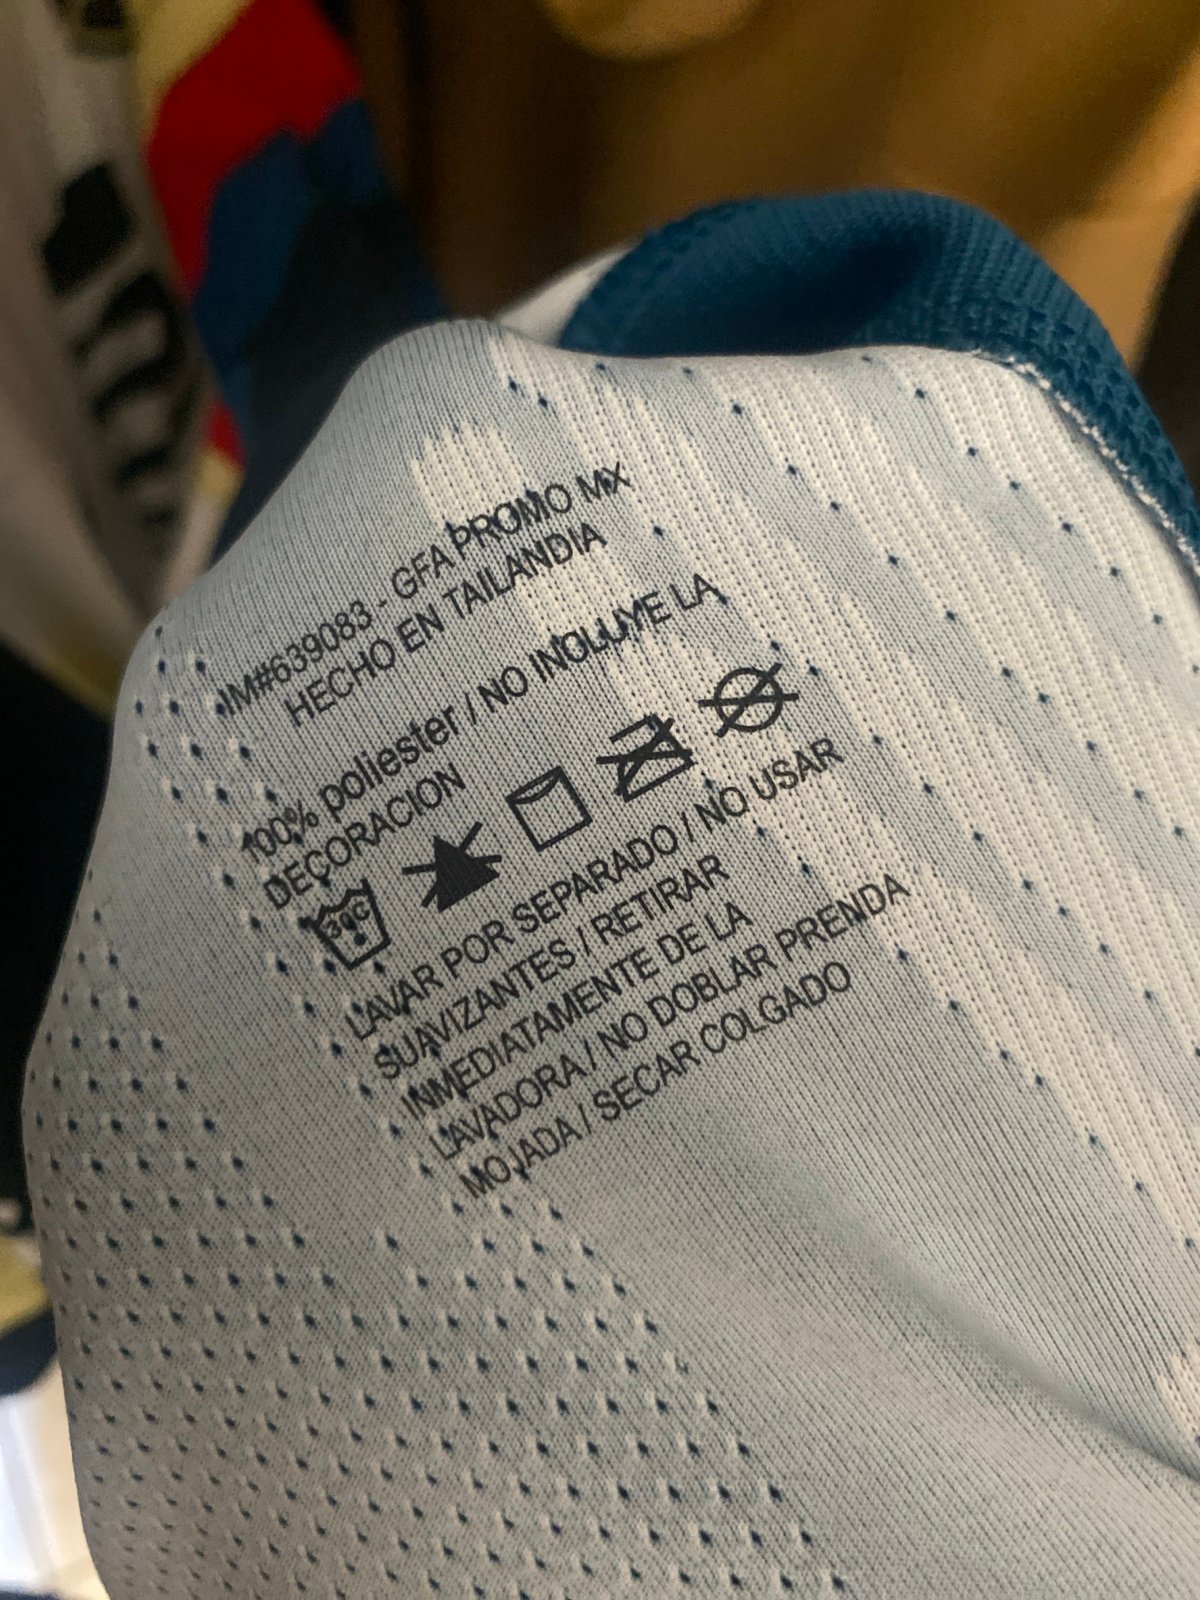 IM#639083 - GFA PROMO MX
HECHO EN TAILANDIA
100% poliester / NO INCLUYE LA
DECORACION
30°C
LAVAR POR SEPARADO / NO USAR
SUAVIZANTES / RETIRAR
INMEDIATAMENTE DE LA
LAVADORA / NO DOBLAR PRENDA
MOJADA / SECAR COLGADO